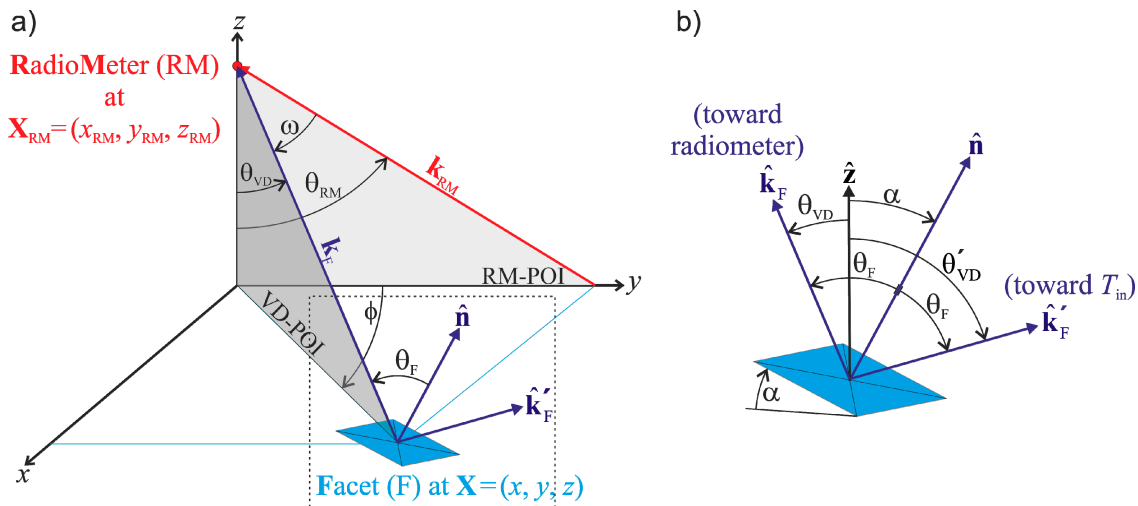 a)
z
RadioMeter (RM)
at
X_RM=(x_RM, y_RM, z_RM)
ω
θ_VD
θ_RM
k_RM
k_F
RM-POI
y
VD-POI
ϕ
n̂
θ_F
k̂′_F
x
Facet (F) at X=(x, y, z)
b)
(toward
radiometer)
k̂_F
ẑ
n̂
θ_VD
α
θ′_VD
θ_F
(toward T_in)
θ_F
k̂′_F
α